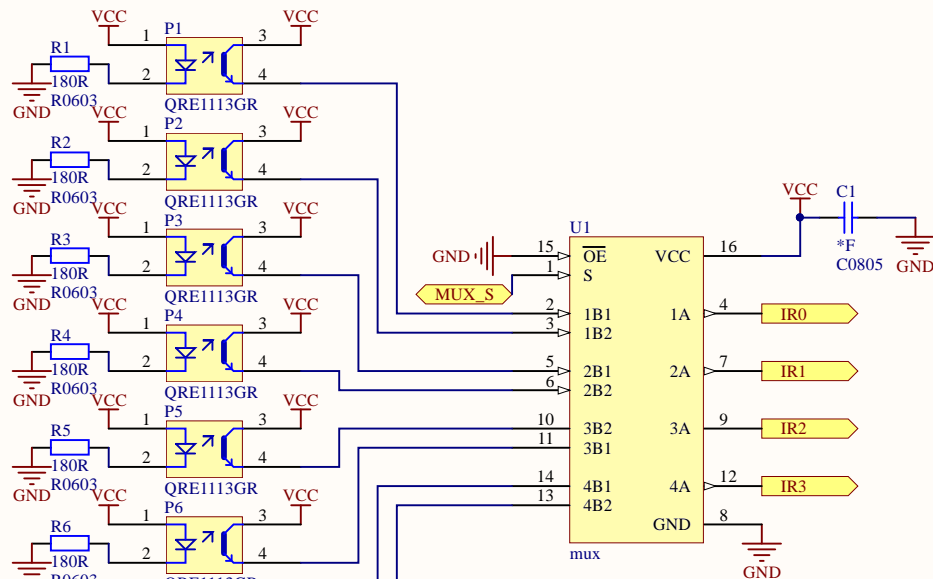 VCC
P1
VCC
1
3
R1
2
4
180R
R0603
QRE1113GR
GND
VCC
P2
VCC
1
3
R2
2
4
180R
R0603
QRE1113GR
GND
VCC
P3
VCC
1
3
R3
2
4
180R
R0603
QRE1113GR
GND
VCC
P4
VCC
1
3
R4
2
4
180R
R0603
QRE1113GR
GND
VCC
P5
VCC
1
3
R5
2
4
180R
R0603
QRE1113GR
GND
VCC
P6
VCC
1
3
R6
2
4
180R
R0603
QRE1113GR
VCC
C1
*F
C0805
GND
U1
GND
15
OE
VCC
16
1
S
MUX_S
2
1B1
1A
4
IR0
3
1B2
5
2B1
2A
7
IR1
6
2B2
10
3B2
3A
9
IR2
11
3B1
14
4B1
4A
12
IR3
13
4B2
GND
8
mux
GND